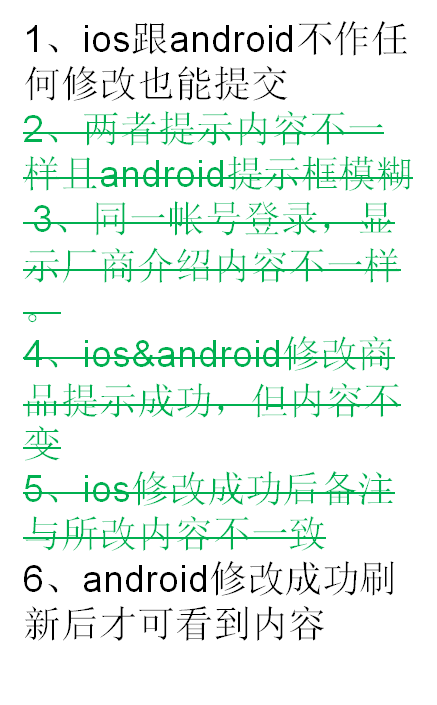 1、ios跟android不作任
何修改也能提交
2、两者提示内容不一
样且android提示框模糊
3、同一帐号登录，显
示厂商介绍内容不一样
。
4、ios&android修改商
品提示成功，但内容不
变
5、ios修改成功后备注
与所改内容不一致
6、android修改成功刷
新后才可看到内容